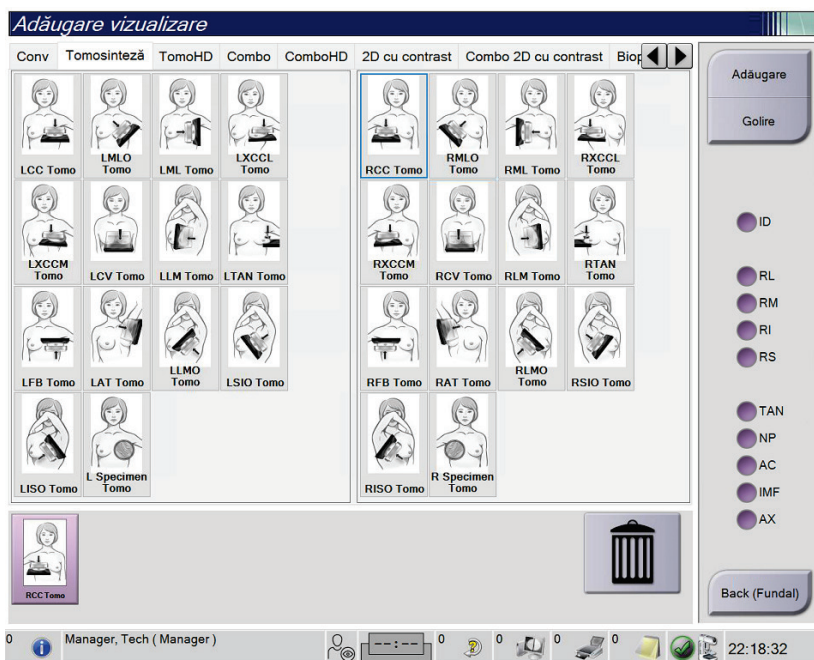 Adăugare vizualizare
Conv Tomosinteză TomoHD Combo ComboHD 2D cu contrast Combo 2D cu contrast Biop
LCC Tomo
LMLO
Tomo
LML Tomo
LXCCL
Tomo
RCC Tomo
RMLO
Tomo
RML Tomo
RXCCL
Tomo
LXCCM
Tomo
LCV Tomo
LLM Tomo
LTAN Tomo
RXCCM
Tomo
RCV Tomo
RLM Tomo
RTAN
Tomo
LFB Tomo
LAT Tomo
LLMO
Tomo
LSIO Tomo
RFB Tomo
RAT Tomo
RLMO
Tomo
RSIO Tomo
LISO Tomo
L Specimen
Tomo
RISO Tomo
R Specimen
Tomo
Adăugare
Golire
ID
RL
RM
RI
RS
TAN
NP
AC
IMF
AX
RCC Tomo
Back (Fundal)
0 Manager, Tech ( Manager ) --:-- 0 0 0 0 22:18:32